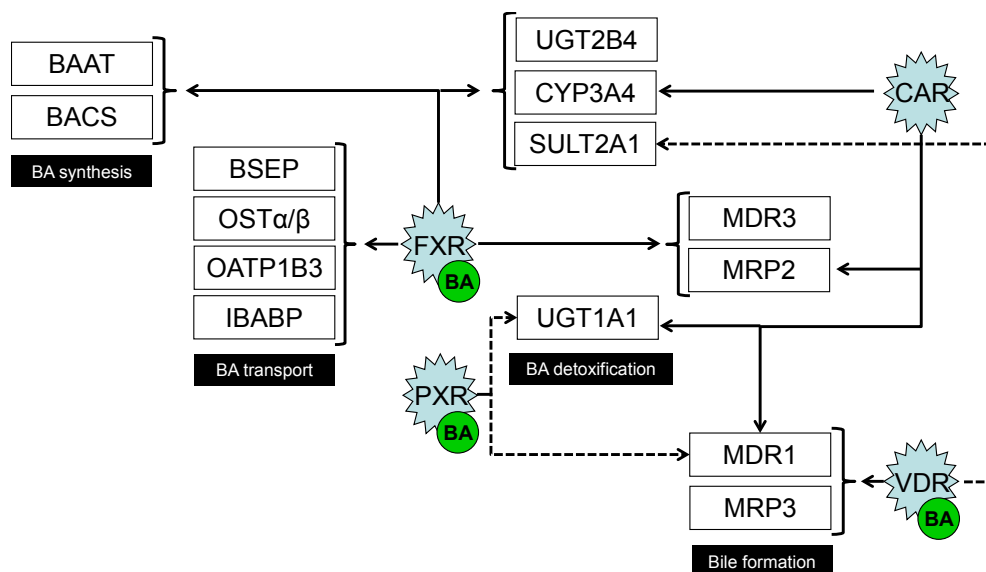 BAAT
BACS
BA synthesis
UGT2B4
CYP3A4
SULT2A1
CAR
BSEP
OSTα/β
OATP1B3
IBABP
BA transport
FXR
BA
MDR3
MRP2
UGT1A1
BA detoxification
PXR
BA
MDR1
MRP3
Bile formation
VDR
BA